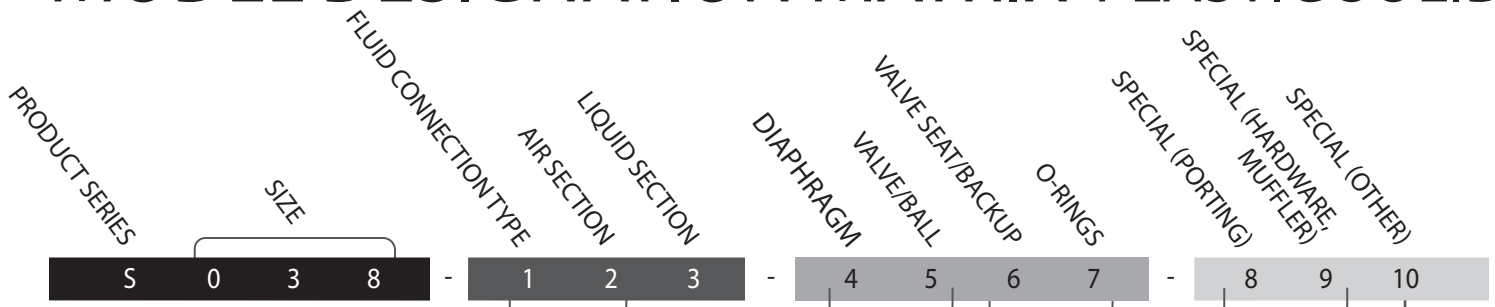 PRODUCT SERIES
SIZE
FLUID CONNECTION TYPE
AIR SECTION
LIQUID SECTION
DIAPHRAGM
VALVE/BALL
VALVE SEAT/BACKUP
O-RINGS
SPECIAL (PORTING)
SPECIAL (HARDWARE,
MUFFLER)
SPECIAL (OTHER)
S 0 3 8 - 1 2 3 - 4 5 6 7 - 8 9 10